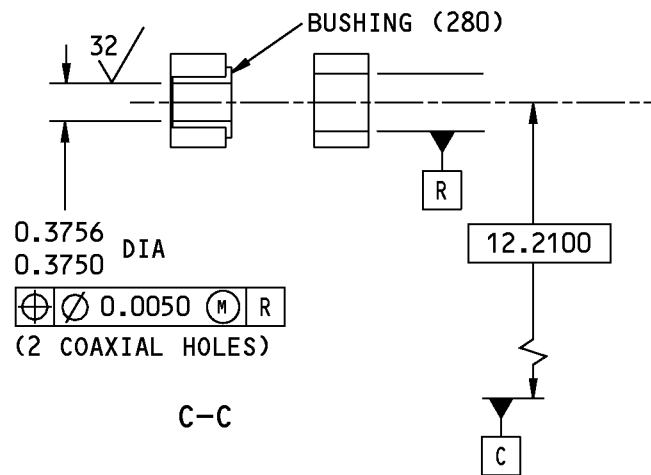 BUSHING (280)
32
R
0.3756
0.3750 DIA
12.2100
⌖ ⌀ 0.0050 Ⓜ R
(2 COAXIAL HOLES)
C-C
C